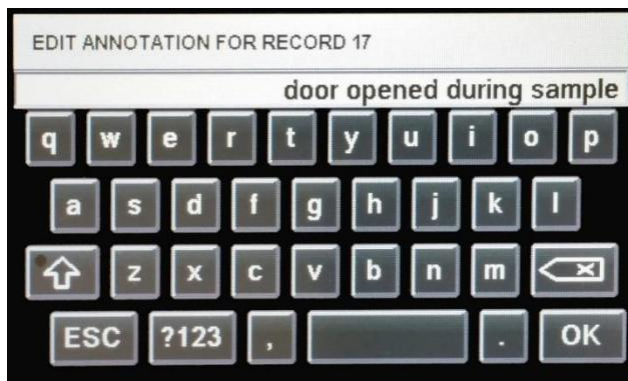 EDIT ANNOTATION FOR RECORD 17
door opened during sample
q w e r t y u i o p
a s d f g h j k l
z x c v b n m
ESC ?123 , . OK